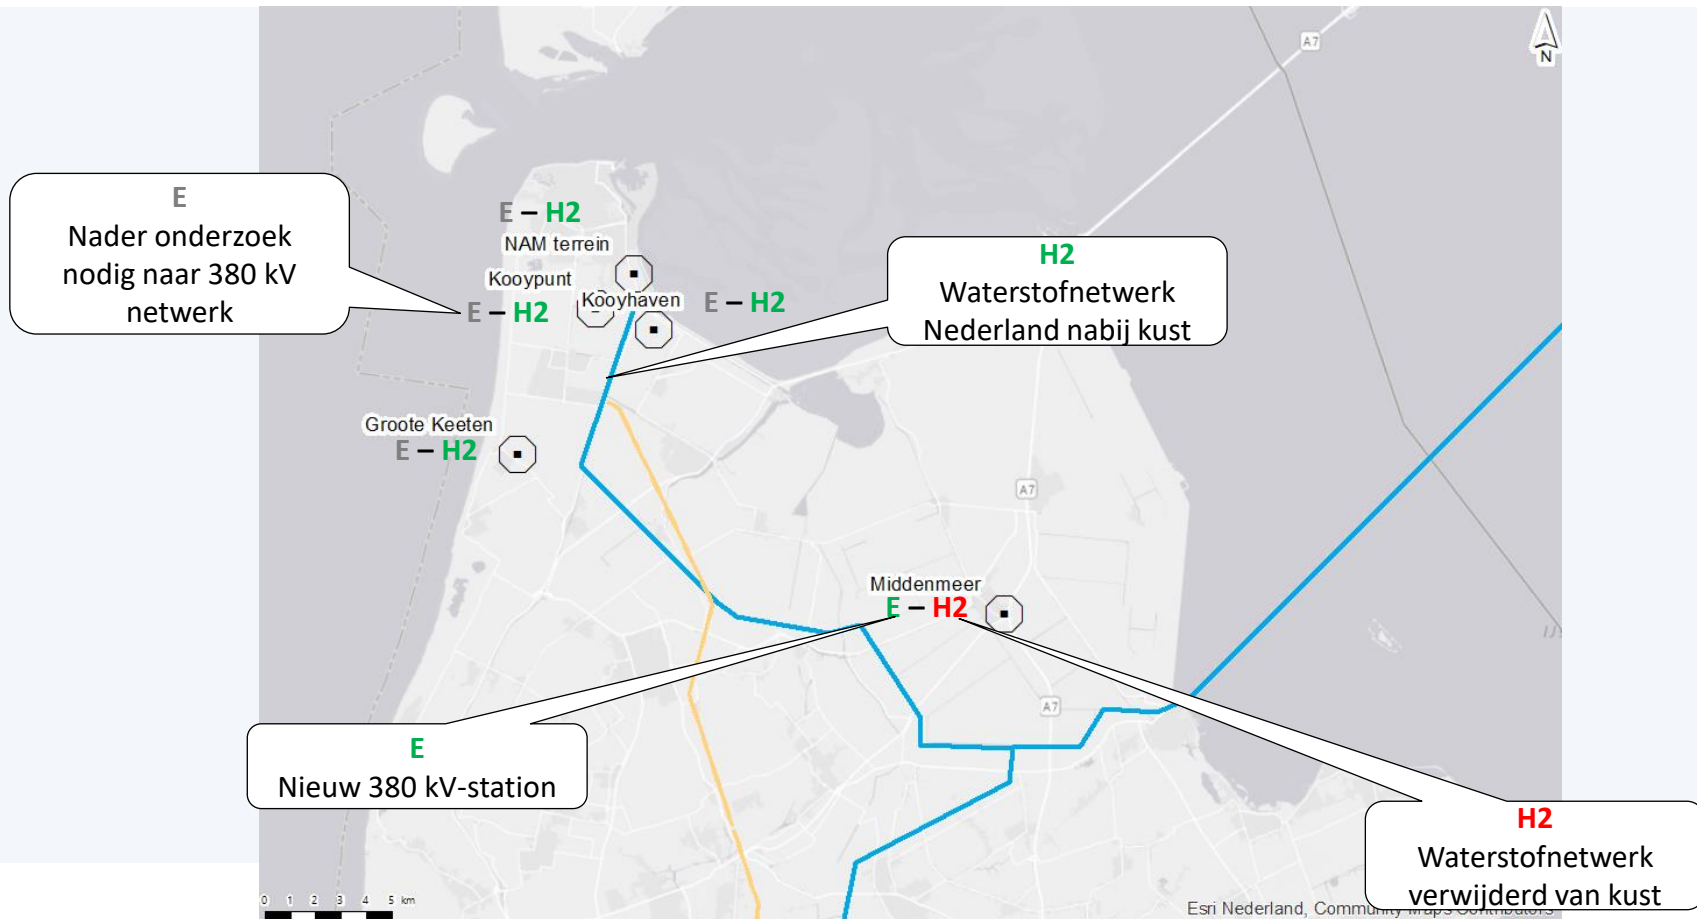 A7
N
E
Nader onderzoek
nodig naar 380 kV
netwerk
E – H2
NAM terrein
Kooypunt
E – H2
Kooyhaven
E – H2
H2
Waterstofnetwerk
Nederland nabij kust
Groote Keeten
E – H2
A7
Middenmeer
E – H2
A7
E
Nieuw 380 kV-station
H2
Waterstofnetwerk
verwijderd van kust
0 1 2 3 4 5 km
Esri Nederland, Community Maps Contributors